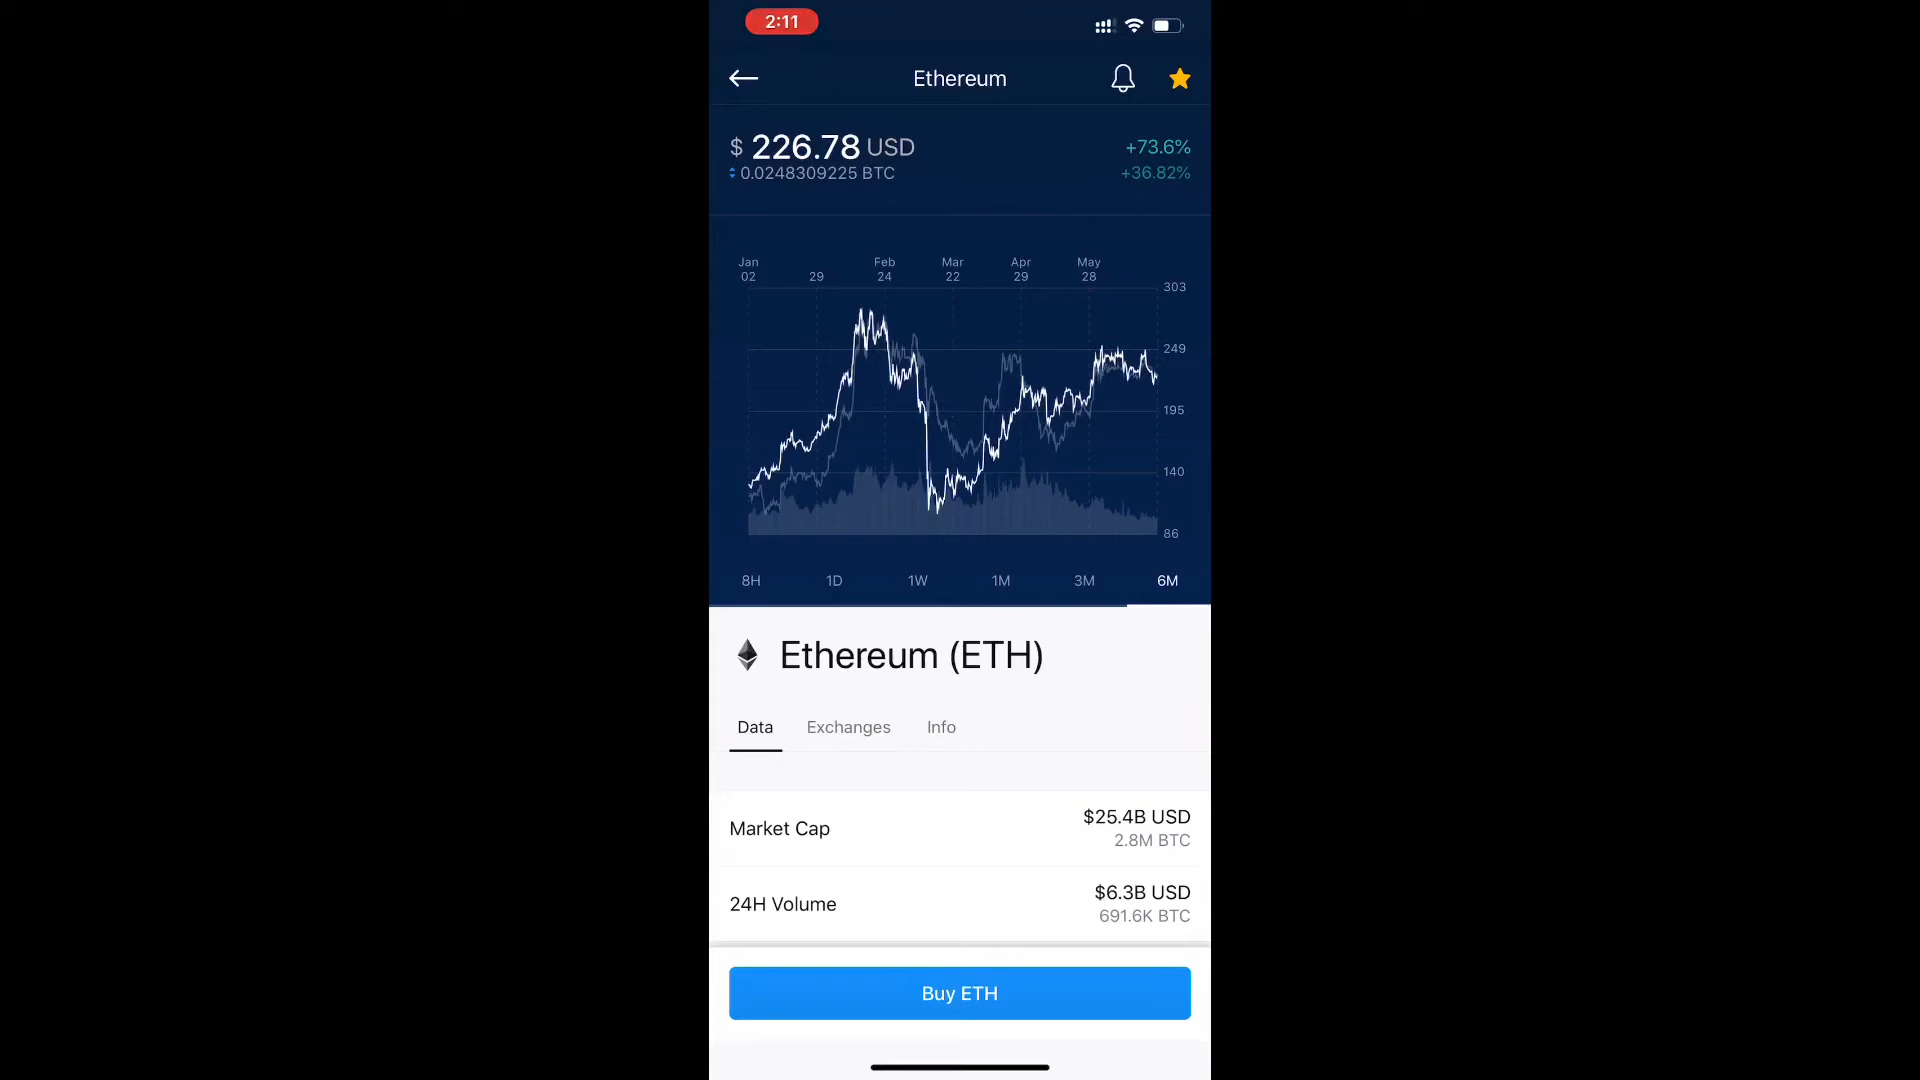 2:11
Ethereum
$ 226.78 USD +73.6%
0.0248309225 BTC +36.82%
Jan Feb Mar Apr May
02 29 24 22 29 28
303
249
195
140
86
8H 1D 1W 1M 3M 6M
Ethereum (ETH)
Data Exchanges Info
Market Cap $25.4B USD
2.8M BTC
24H Volume $6.3B USD
691.6K BTC
Buy ETH